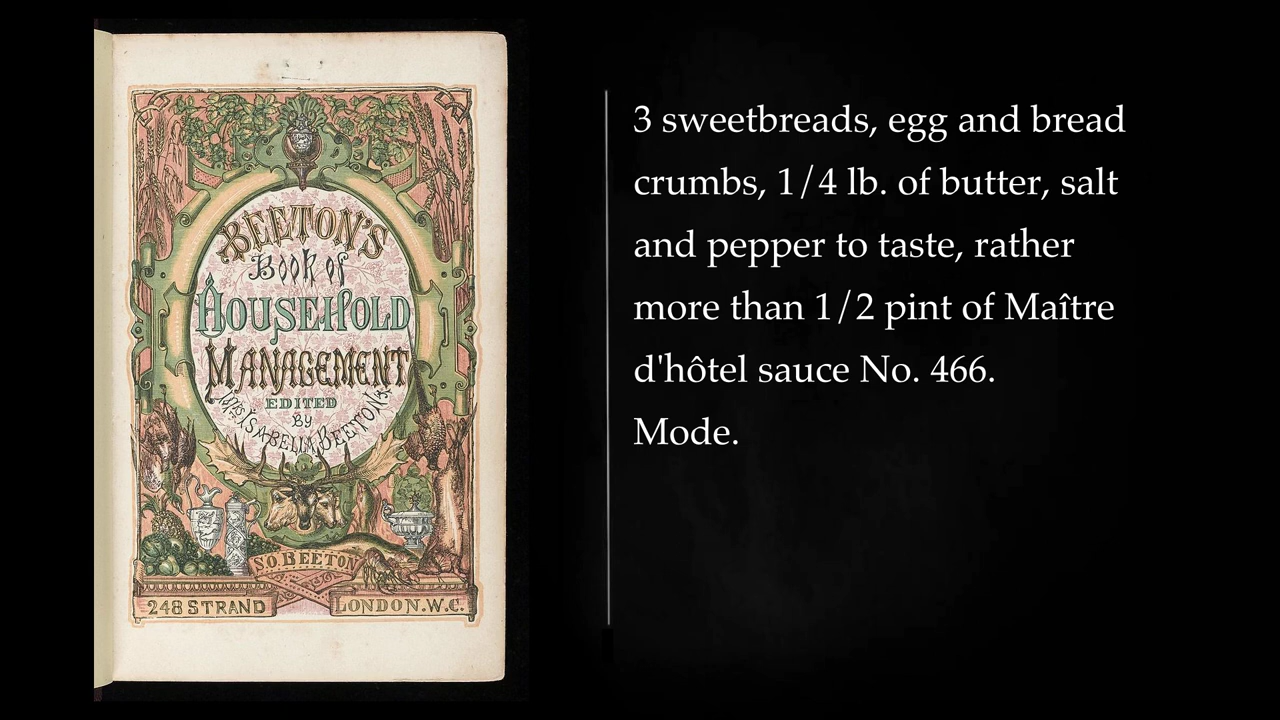 BEETON'S
Book of
HOUSEHOLD
MANAGEMENT
EDITED
BY
MRS ISABELLA BEETON
S.O. BEETON
248 STRAND LONDON.W.C.
3 sweetbreads, egg and bread
crumbs, 1/4 lb. of butter, salt
and pepper to taste, rather
more than 1/2 pint of Maître
d'hôtel sauce No. 466.
Mode.